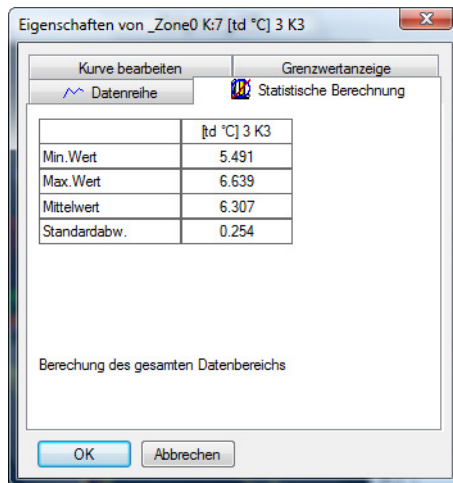 Eigenschaften von _Zone0 K:7 [td °C] 3 K3
Kurve bearbeiten Grenzwertanzeige
Datenreihe Statistische Berechnung
[td °C] 3 K3
Min.Wert 5.491
Max.Wert 6.639
Mittelwert 6.307
Standardabw. 0.254
Berechung des gesamten Datenbereichs
OK Abbrechen